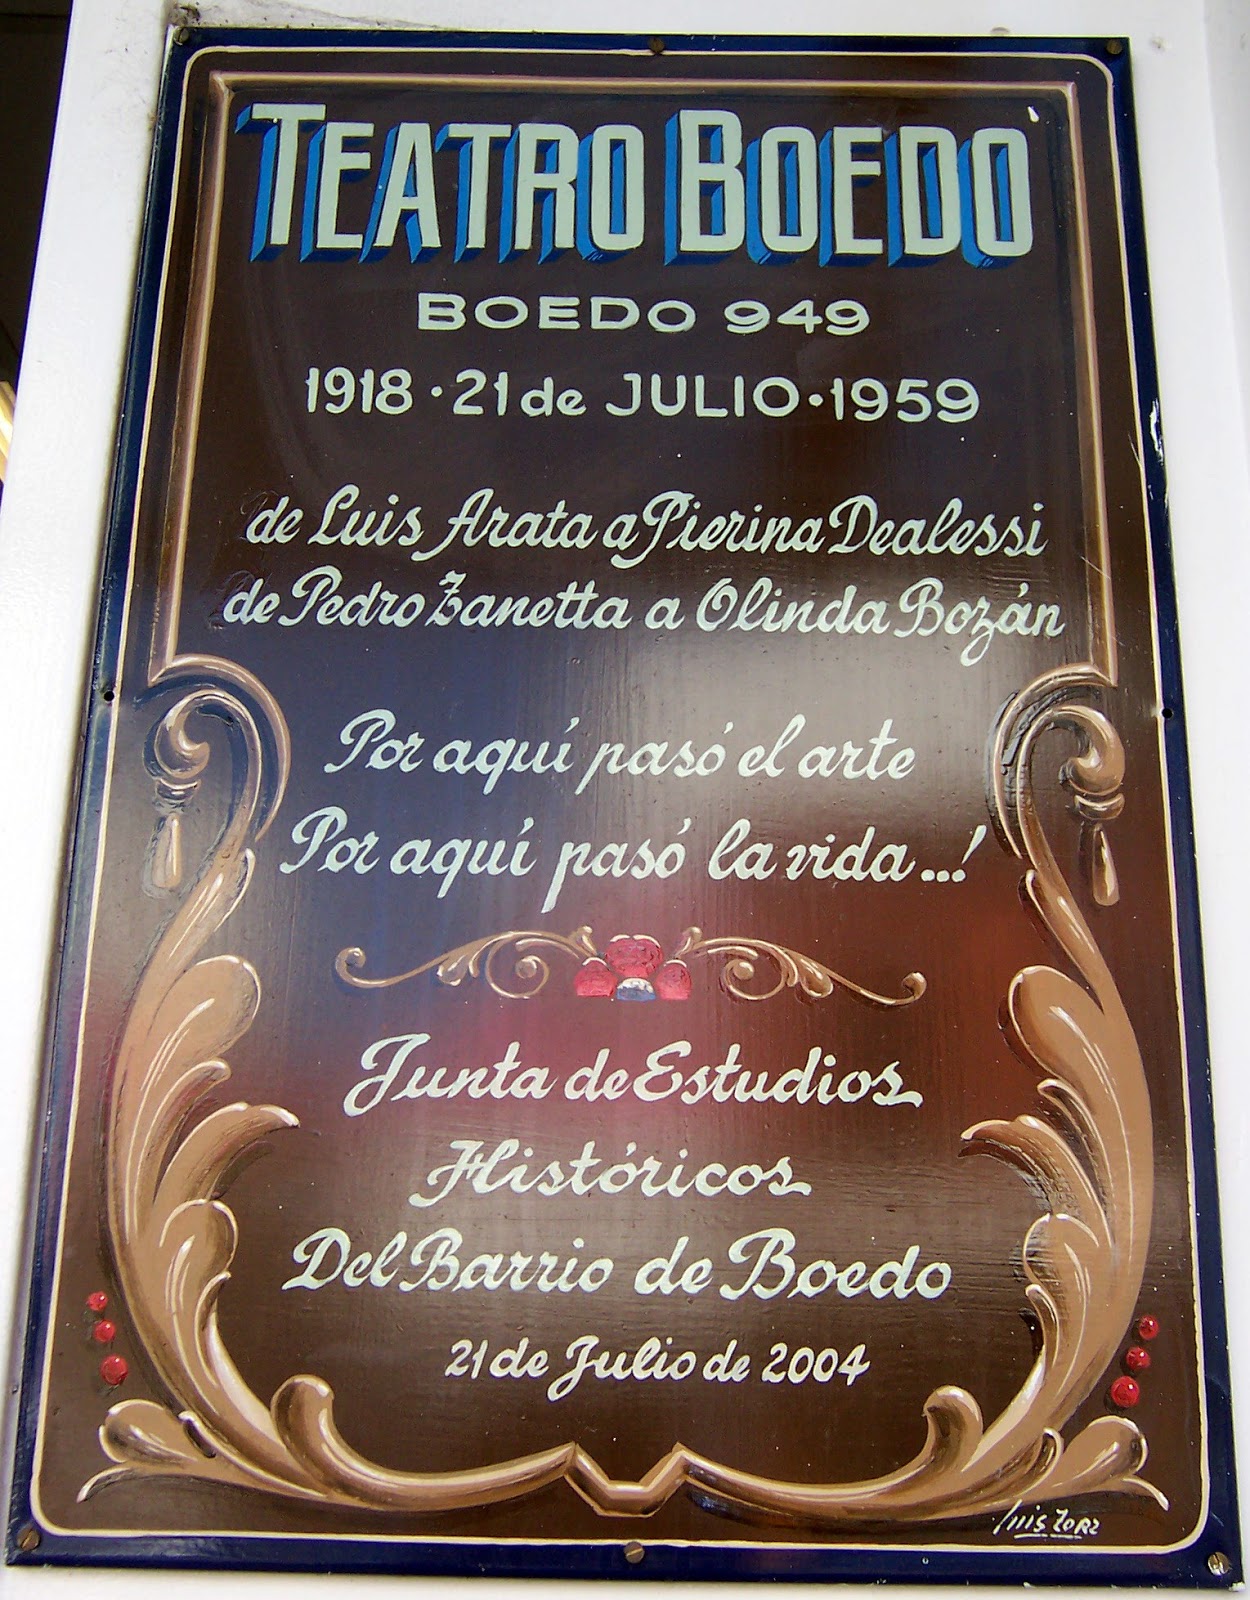 TEATRO BOEDO
BOEDO 949
1918 · 21 de JULIO · 1959
de Luis Arata a Pierina Dealessi
de Pedro Zanetta a Olinda Bozán
Por aquí pasó el arte
Por aquí pasó la vida...!
Junta de Estudios
Históricos
Del Barrio de Boedo
21 de Julio de 2004
Luis Zorz